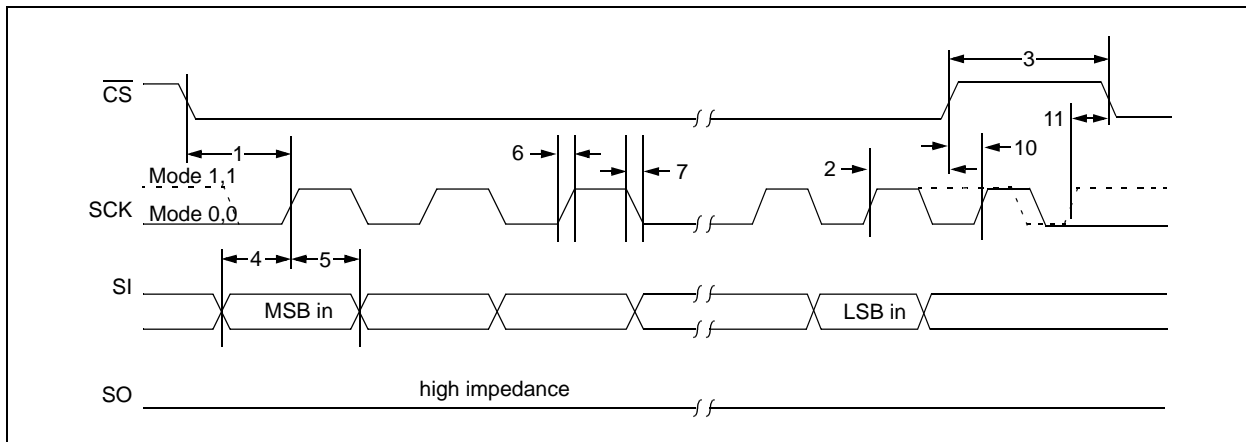 3
CS
11
1
6
7
2
10
Mode 1,1
SCK
Mode 0,0
4
5
SI
MSB in
LSB in
SO
high impedance